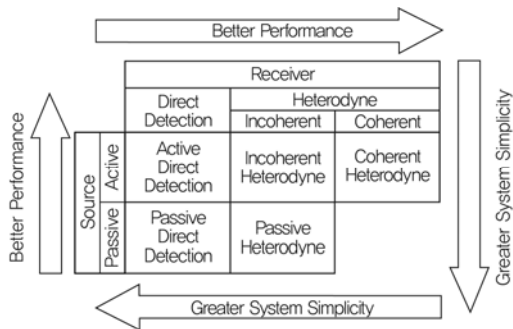 Better Performance
Receiver
Direct
Detection
Heterodyne
Incoherent
Coherent
Better Performance
Source
Active
Active
Direct
Detection
Incoherent
Heterodyne
Coherent
Heterodyne
Passive
Passive
Direct
Detection
Passive
Heterodyne
Greater System Simplicity
Greater System Simplicity